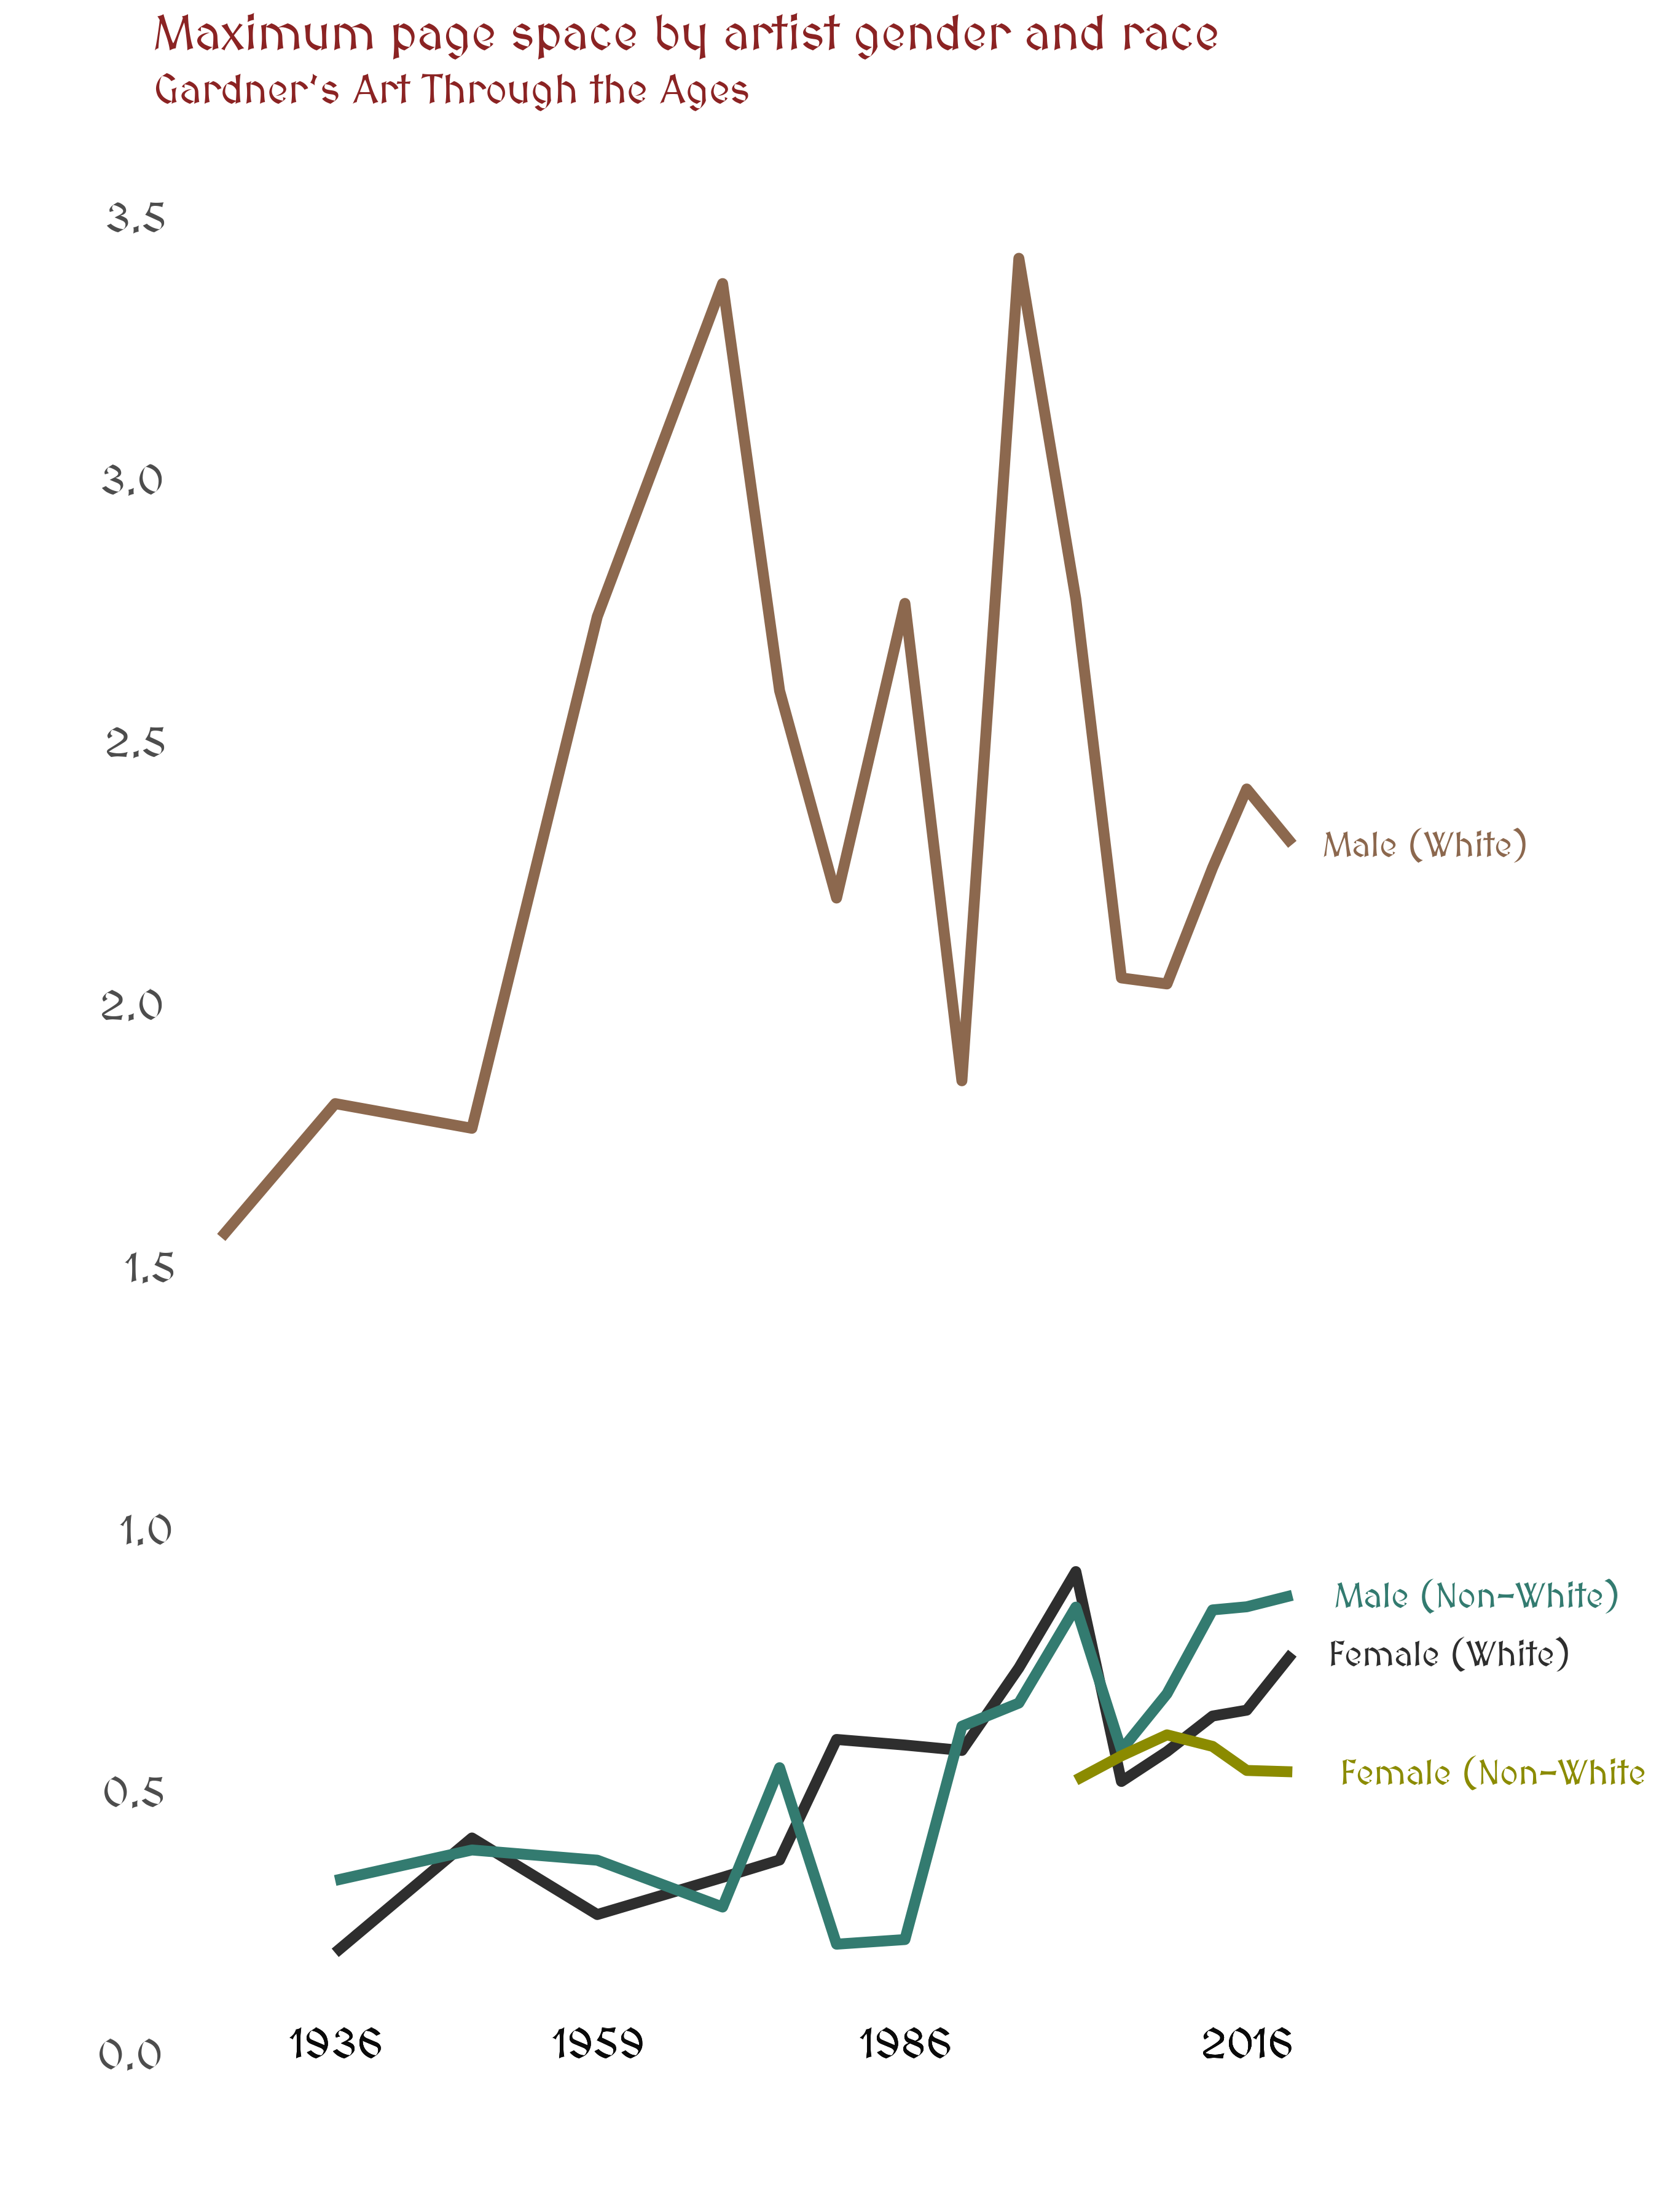 Maximum page space by artist gender and race
Gardner's Art Through the Ages
3.5
3.0
2.5
Male (White)
2.0
1.5
1.0
Male (Non-White)
Female (White)
Female (Non-White
0.5
0.0
1936
1959
1986
2016